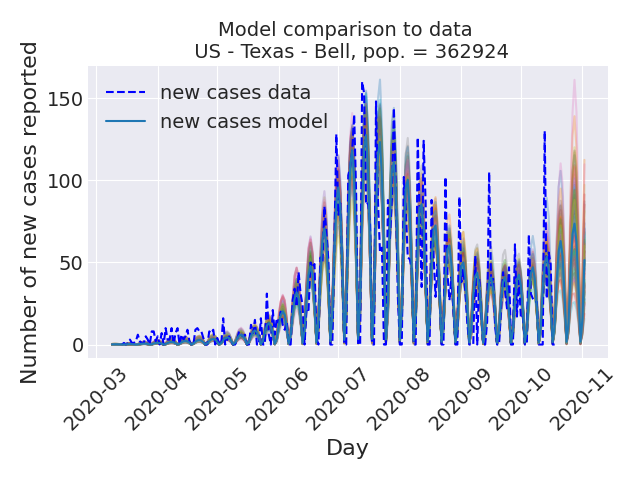 Model comparison to data
US - Texas - Bell, pop. = 362924
Number of new cases reported
150
100
50
0
new cases data
new cases model
2020-03
2020-04
2020-05
2020-06
2020-07
2020-08
2020-09
2020-10
2020-11
Day